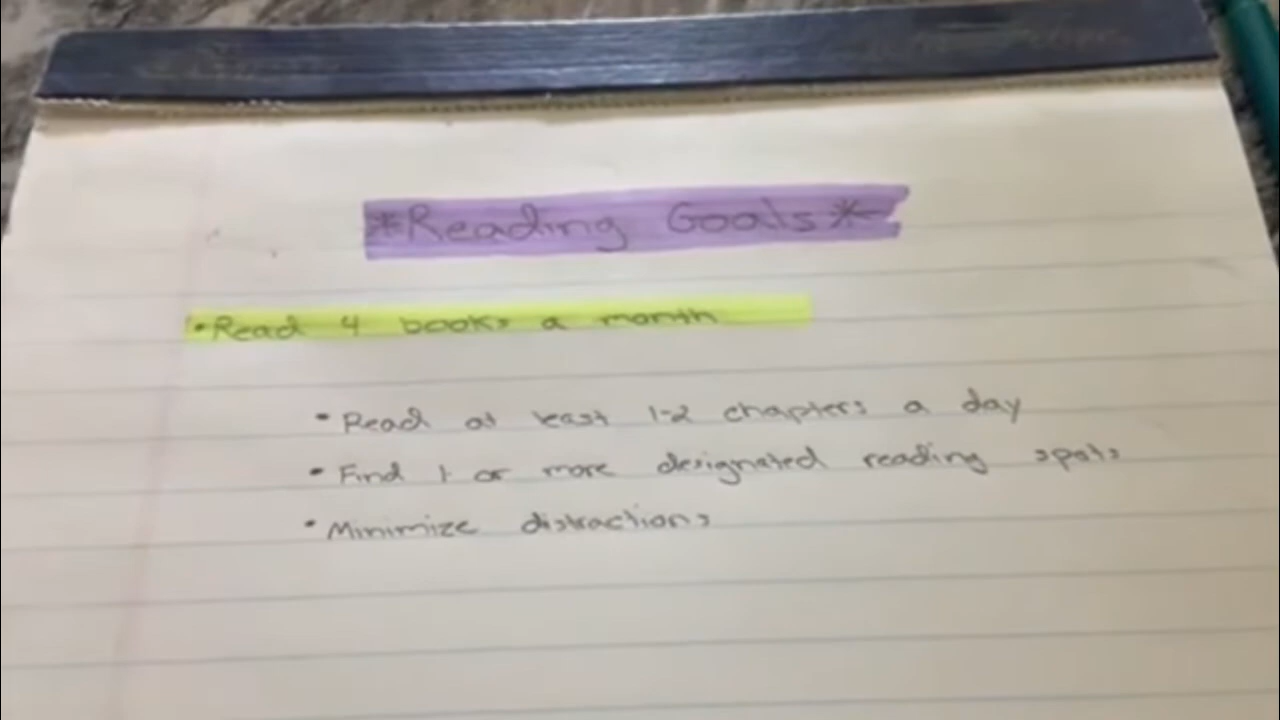 *Reading Goals*
•Read 4 books a month
•Read at least 1-2 chapters a day
•Find 1 or more designated reading spots
•Minimize distractions